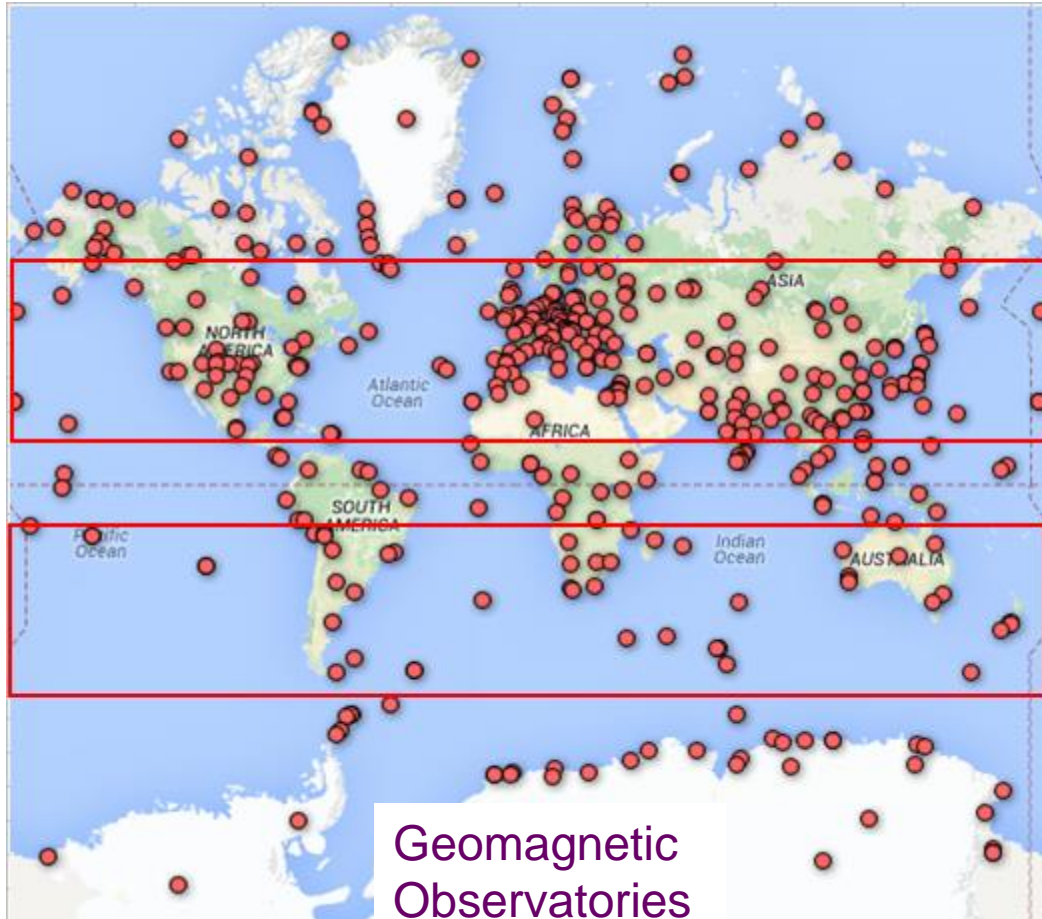 ASIA
NORTH
AMERICA
Atlantic
Ocean
AFRICA
SOUTH
AMERICA
Pacific
Ocean
Indian
Ocean
AUSTRALIA
Geomagnetic
Observatories